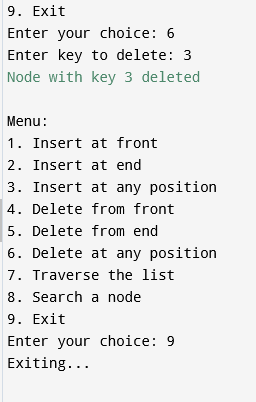 9. Exit
Enter your choice: 6
Enter key to delete: 3
Node with key 3 deleted

Menu:
1. Insert at front
2. Insert at end
3. Insert at any position
4. Delete from front
5. Delete from end
6. Delete at any position
7. Traverse the list
8. Search a node
9. Exit
Enter your choice: 9
Exiting...